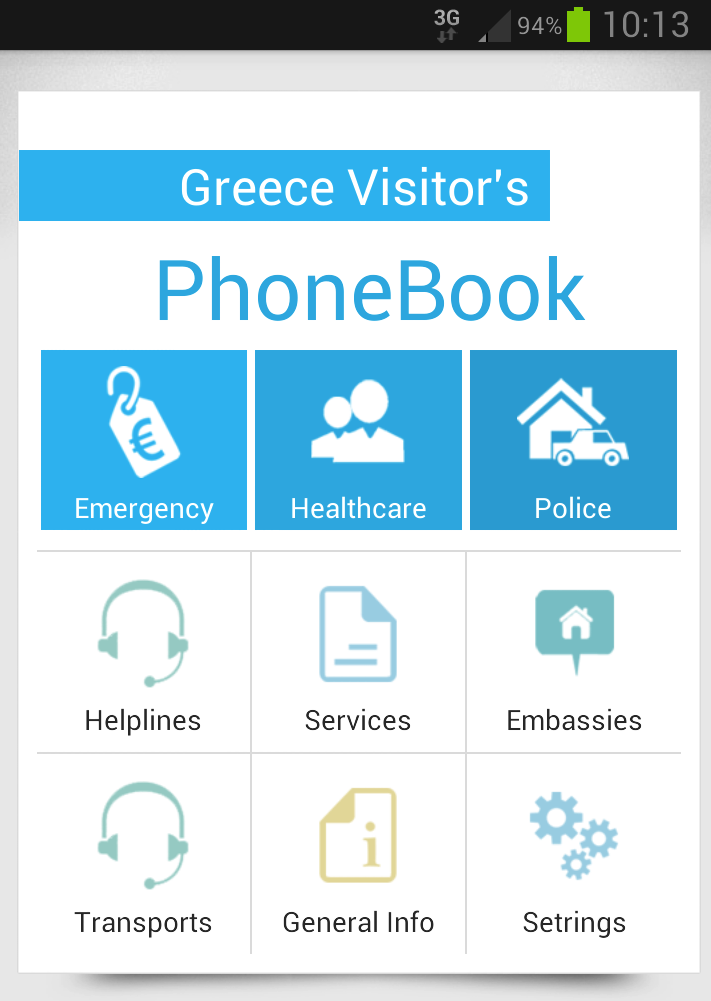 3G 94% 10:13
Greece Visitor's
PhoneBook
€
Emergency Healthcare Police
Helplines Services Embassies
i
Transports General Info Setrings